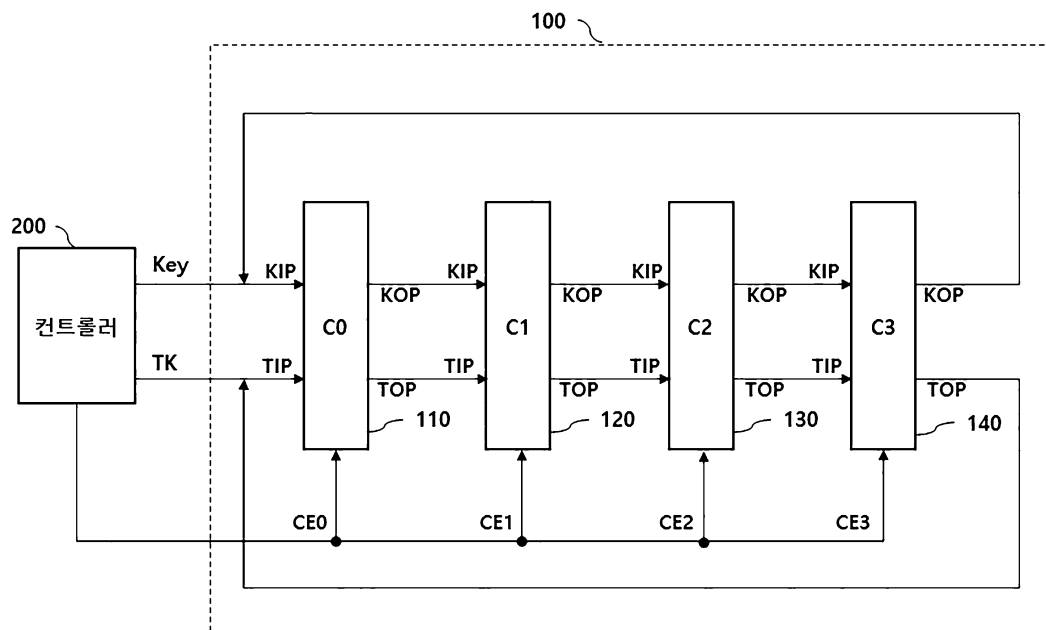 100
200
Key
KIP
KOP
KIP
KOP
KIP
KOP
KIP
KOP
컨트롤러
C0
C1
C2
C3
TK
TIP
TOP
TIP
TOP
TIP
TOP
TIP
TOP
110
120
130
140
CE0
CE1
CE2
CE3